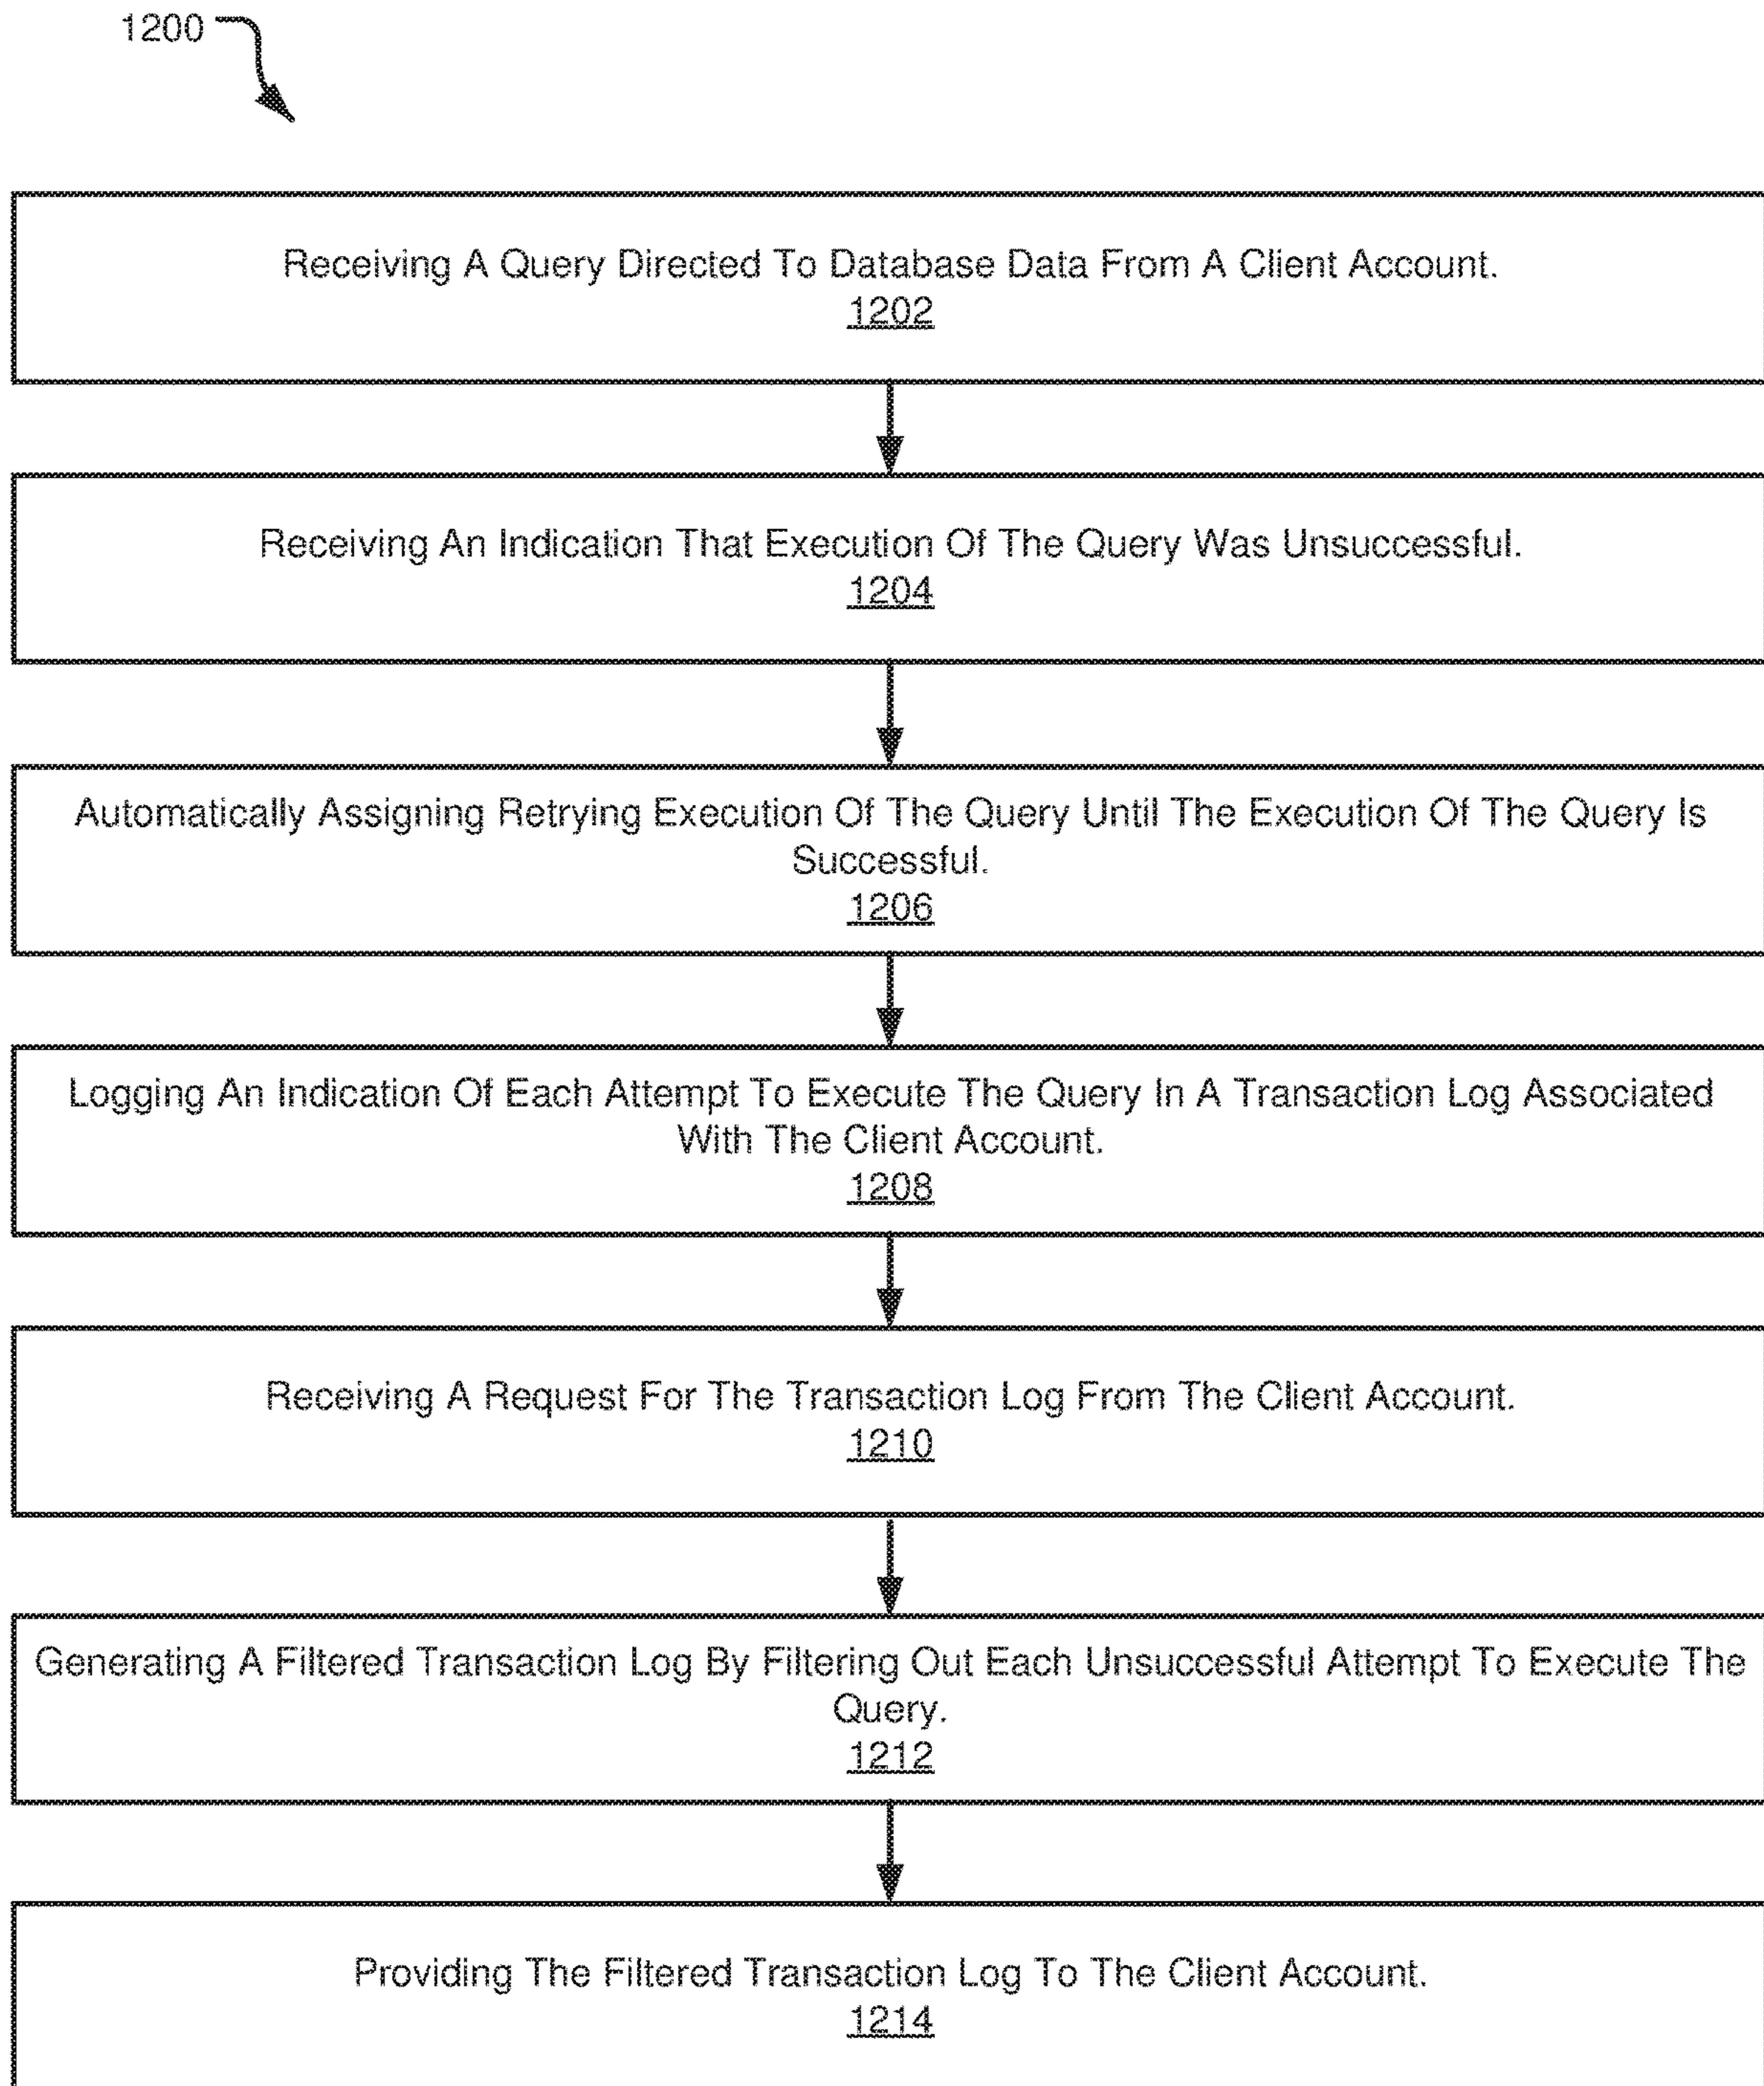 1200
Receiving A Query Directed To Database Data From A Client Account.
1202
Receiving An Indication That Execution Of The Query Was Unsuccessful.
1204
Automatically Assigning Retrying Execution Of The Query Until The Execution Of The Query Is
Successful.
1206
Logging An Indication Of Each Attempt To Execute The Query In A Transaction Log Associated
With The Client Account.
1208
Receiving A Request For The Transaction Log From The Client Account.
1210
Generating A Filtered Transaction Log By Filtering Out Each Unsuccessful Attempt To Execute The
Query.
1212
Providing The Filtered Transaction Log To The Client Account.
1214